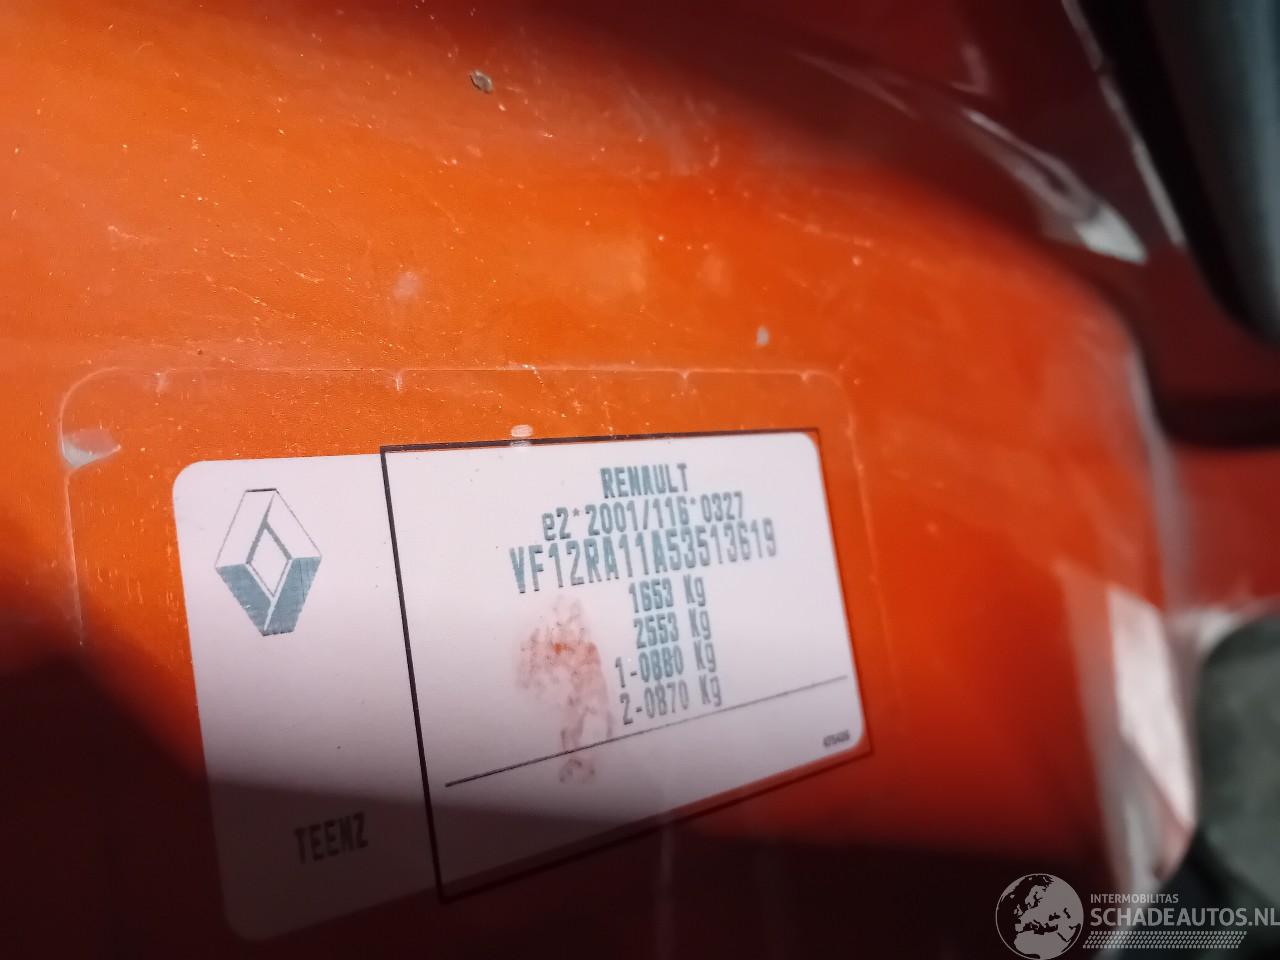 RENAULT
e2*2001/116*0327
VF12RA11A53513619
1653 Kg
2553 Kg
1-0880 Kg
2-0870 Kg
TEENZ
INTERMOBILITAS
SCHADEAUTOS.NL